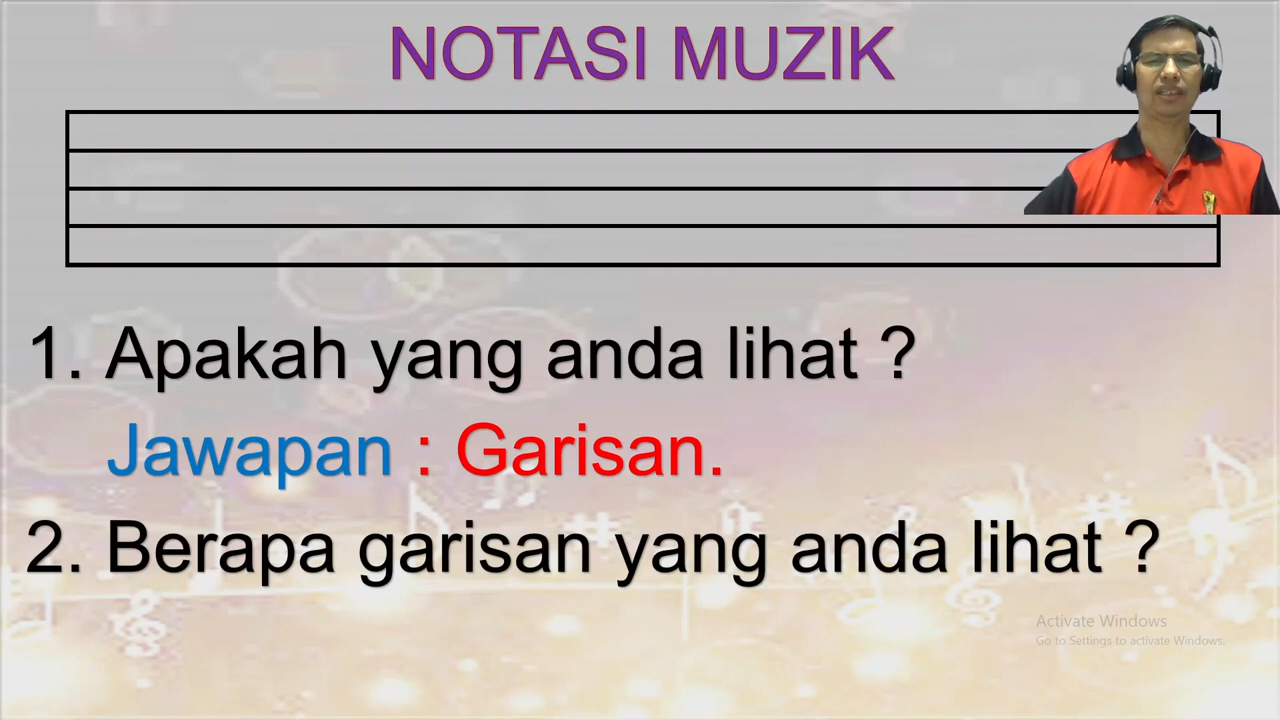 NOTASI MUZIK
1. Apakah yang anda lihat ?
Jawapan : Garisan.
2. Berapa garisan yang anda lihat ?
Activate Windows
Go to Settings to activate Windows.